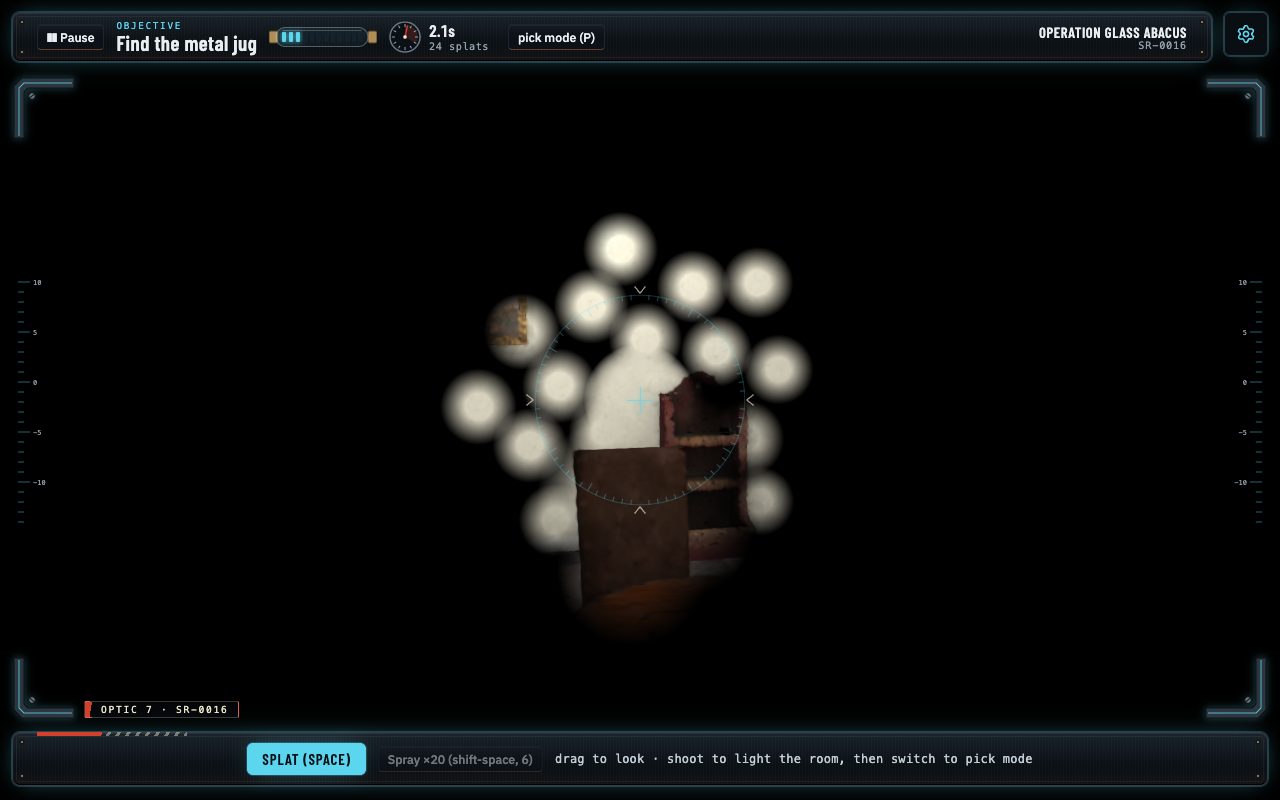 Pause
OBJECTIVE
Find the metal jug
2.1s
24 splats
pick mode (P)
OPERATION GLASS ABACUS
SR-0016
10
5
0
-5
-10
10
5
0
-5
-10
OPTIC 7 · SR-0016
SPLAT (SPACE)
Spray ×20 (shift-space, 6)
drag to look · shoot to light the room, then switch to pick mode